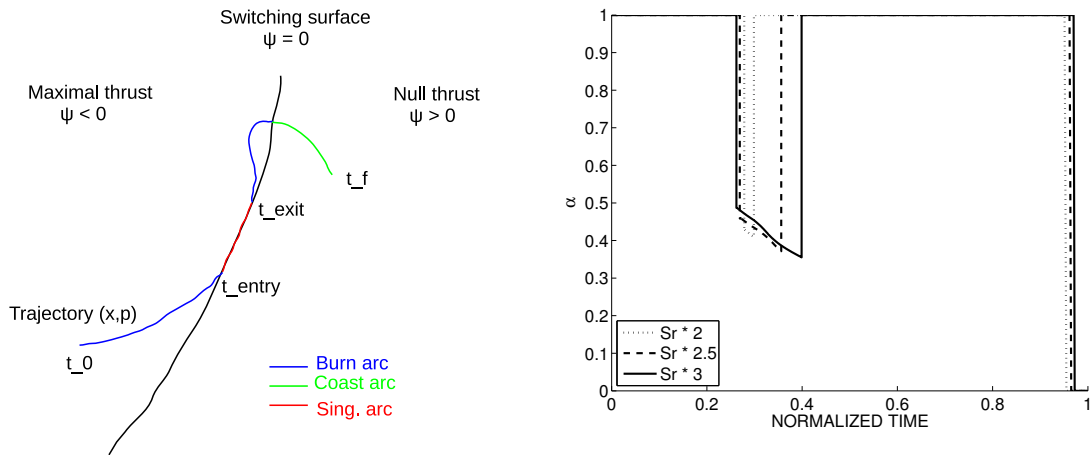 Switching surface
ψ = 0
Maximal thrust
ψ < 0
Null thrust
ψ > 0
t_f
t_exit
t_entry
Trajectory (x,p)
t_0
Burn arc
Coast arc
Sing. arc
1
0.9
0.8
0.7
0.6
0.5
0.4
0.3
0.2
0.1
0
α
Sr * 2
Sr * 2.5
Sr * 3
0
0.2
0.4
0.6
0.8
1
NORMALIZED TIME